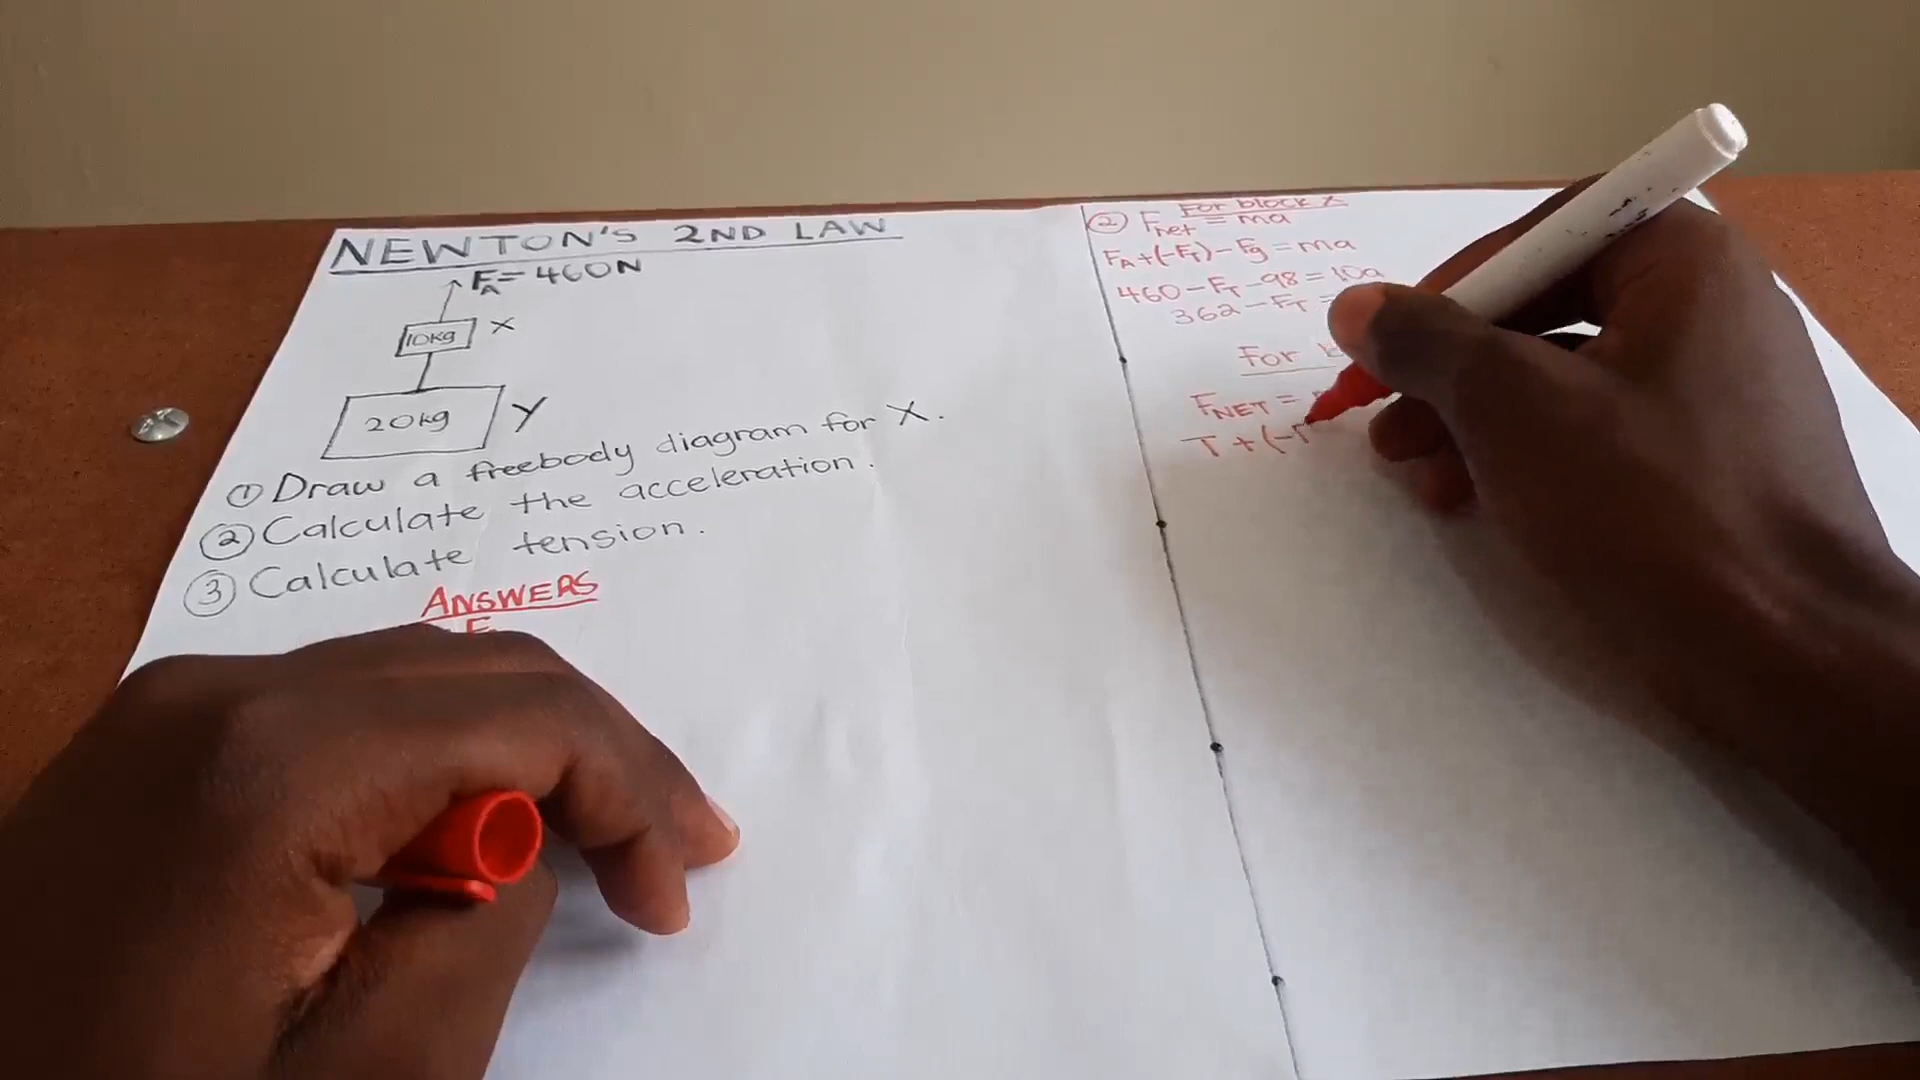 NEWTON'S 2ND LAW
FA = 460N
10kg X
20kg Y
① Draw a freebody diagram for X.
② Calculate the acceleration.
③ Calculate tension.
ANSWERS
F
For block X
② Fnet = ma
FA+(-FT)-Fg=ma
460-FT-98=10a
362-FT =
For
FNET =
T+(-F